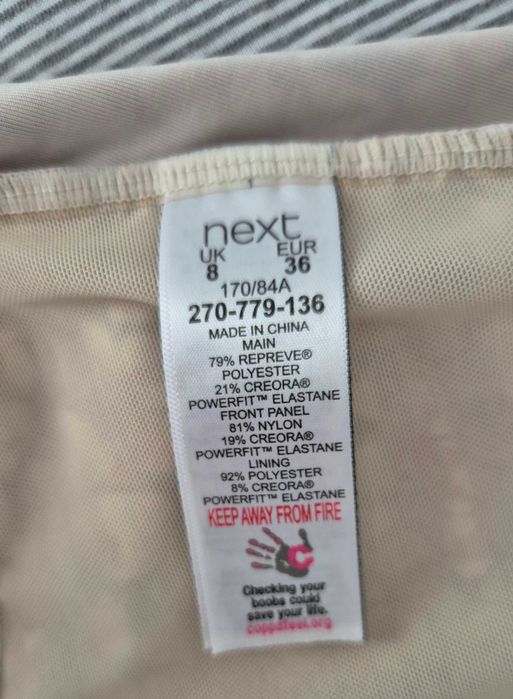 next
UK EUR
8 36
170/84A
270-779-136
MADE IN CHINA
MAIN
79% REPREVE®
POLYESTER
21% CREORA®
POWERFIT™ ELASTANE
FRONT PANEL
81% NYLON
19% CREORA®
POWERFIT™ ELASTANE
LINING
92% POLYESTER
8% CREORA®
POWERFIT™ ELASTANE
KEEP AWAY FROM FIRE
C
Checking your
boobs could
save your life.
coppafeel.org